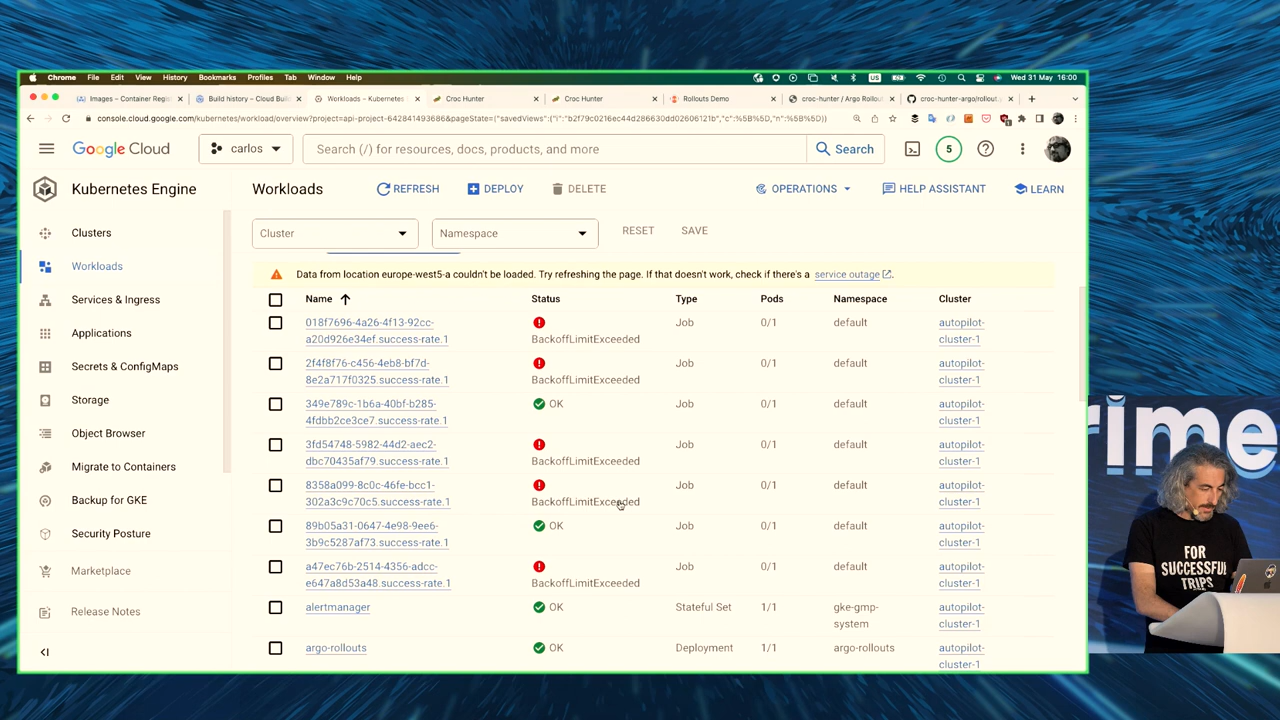 Chrome File Edit View History Bookmarks Profiles Tab Window Help
US
Wed 31 May 16:00
Images – Container Regi
Build history – Cloud Buil
Workloads – Kubernetes
Croc Hunter
Croc Hunter
Rollouts Demo
croc-hunter / Argo Rollout
croc-hunter-argo/rollout
Google Cloud
carlos
Search (/) for resources, docs, products, and more
Search
5
Kubernetes Engine
Workloads
REFRESH
DEPLOY
DELETE
OPERATIONS
HELP ASSISTANT
LEARN
Clusters
Workloads
Services & Ingress
Applications
Secrets & ConfigMaps
Storage
Object Browser
Migrate to Containers
Backup for GKE
Security Posture
Marketplace
Release Notes
Cluster
Namespace
RESET
SAVE
Data from location europe-west5-a couldn't be loaded. Try refreshing the page. If that doesn't work, check if there's a service outage.
Name Status Type Pods Namespace Cluster
018f7696-4a26-4f13-92cc-
a20d926e34ef.success-rate.1
BackoffLimitExceeded
Job 0/1 default autopilot-
cluster-1
2f4f8f76-c456-4eb8-bf7d-
8e2a717f0325.success-rate.1
BackoffLimitExceeded
Job 0/1 default autopilot-
cluster-1
349e789c-1b6a-40bf-b285-
4fdbb2ce3ce7.success-rate.1
OK
Job 0/1 default autopilot-
cluster-1
3fd54748-5982-44d2-aec2-
dbc70435af79.success-rate.1
BackoffLimitExceeded
Job 0/1 default autopilot-
cluster-1
8358a099-8c0c-46fe-bcc1-
302a3c9c70c5.success-rate.1
BackoffLimitExceeded
Job 0/1 default autopilot-
cluster-1
89b05a31-0647-4e98-9ee6-
3b9c5287af73.success-rate.1
OK
Job 0/1 default autopilot-
cluster-1
a47ec76b-2514-4356-adcc-
e647a8d53a48.success-rate.1
BackoffLimitExceeded
Job 0/1 default autopilot-
cluster-1
alertmanager
OK
Stateful Set 1/1 gke-gmp-
system
autopilot-
cluster-1
argo-rollouts
OK
Deployment 1/1 argo-rollouts autopilot-
cluster-1
rime
FOR
SUCCESSFUL
TRIPS